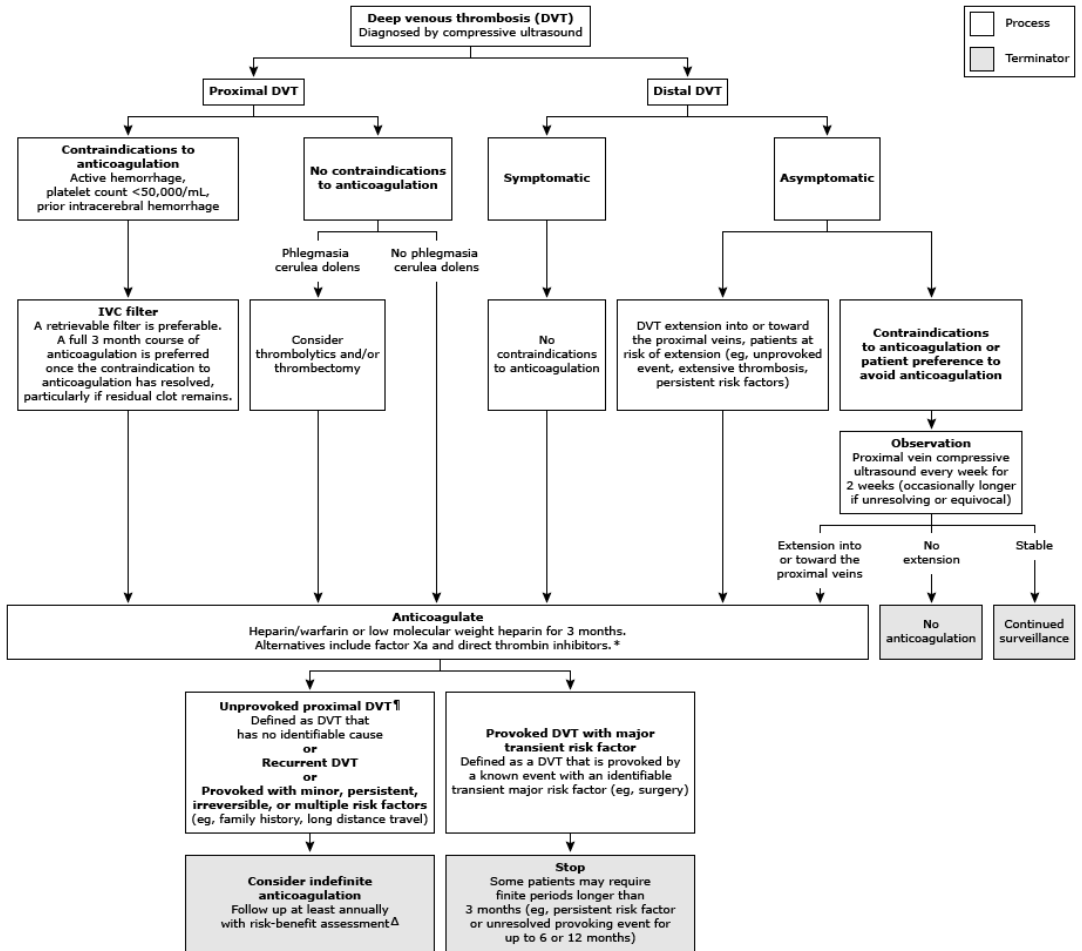 Deep venous thrombosis (DVT)
Diagnosed by compressive ultrasound
Process
Terminator
Proximal DVT
Distal DVT
Contraindications to
anticoagulation
Active hemorrhage,
platelet count <50,000/mL,
prior intracerebral hemorrhage
No contraindications
to anticoagulation
Symptomatic
Asymptomatic
Phlegmasia
cerulea dolens
No phlegmasia
cerulea dolens
IVC filter
A retrievable filter is preferable.
A full 3 month course of
anticoagulation is preferred
once the contraindication to
anticoagulation has resolved,
particularly if residual clot remains.
Consider
thrombolytics and/or
thrombectomy
No
contraindications
to anticoagulation
DVT extension into or toward
the proximal veins, patients at
risk of extension (eg, unprovoked
event, extensive thrombosis,
persistent risk factors)
Contraindications
to anticoagulation or
patient preference to
avoid anticoagulation
Observation
Proximal vein compressive
ultrasound every week for
2 weeks (occasionally longer
if unresolving or equivocal)
Extension into
or toward the
proximal veins
No
extension
Stable
Anticoagulate
Heparin/warfarin or low molecular weight heparin for 3 months.
Alternatives include factor Xa and direct thrombin inhibitors.*
No
anticoagulation
Continued
surveillance
Unprovoked proximal DVT¶
Defined as DVT that
has no identifiable cause
or
Recurrent DVT
or
Provoked with minor, persistent,
irreversible, or multiple risk factors
(eg, family history, long distance travel)
Provoked DVT with major
transient risk factor
Defined as a DVT that is provoked by
a known event with an identifiable
transient major risk factor (eg, surgery)
Consider indefinite
anticoagulation
Follow up at least annually
with risk-benefit assessmentΔ
Stop
Some patients may require
finite periods longer than
3 months (eg, persistent risk factor
or unresolved provoking event for
up to 6 or 12 months)